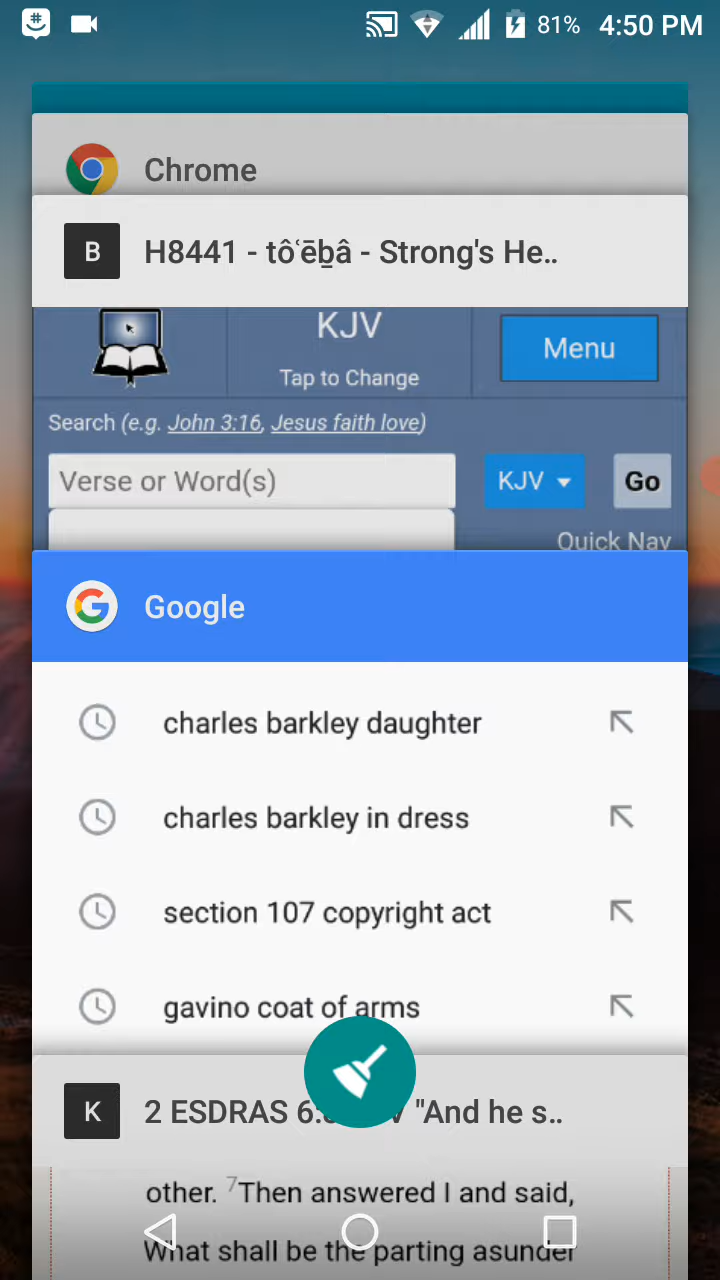 81% 4:50 PM
Chrome
B H8441 - tôʿēḇâ - Strong's He..
KJV
Tap to Change
Menu
Search (e.g. John 3:16, Jesus faith love)
Verse or Word(s)
KJV
Go
Quick Nav
G Google
charles barkley daughter
charles barkley in dress
section 107 copyright act
gavino coat of arms
K 2 ESDRAS 6: "And he s..
other. 7Then answered I and said,
What shall be the parting asunder